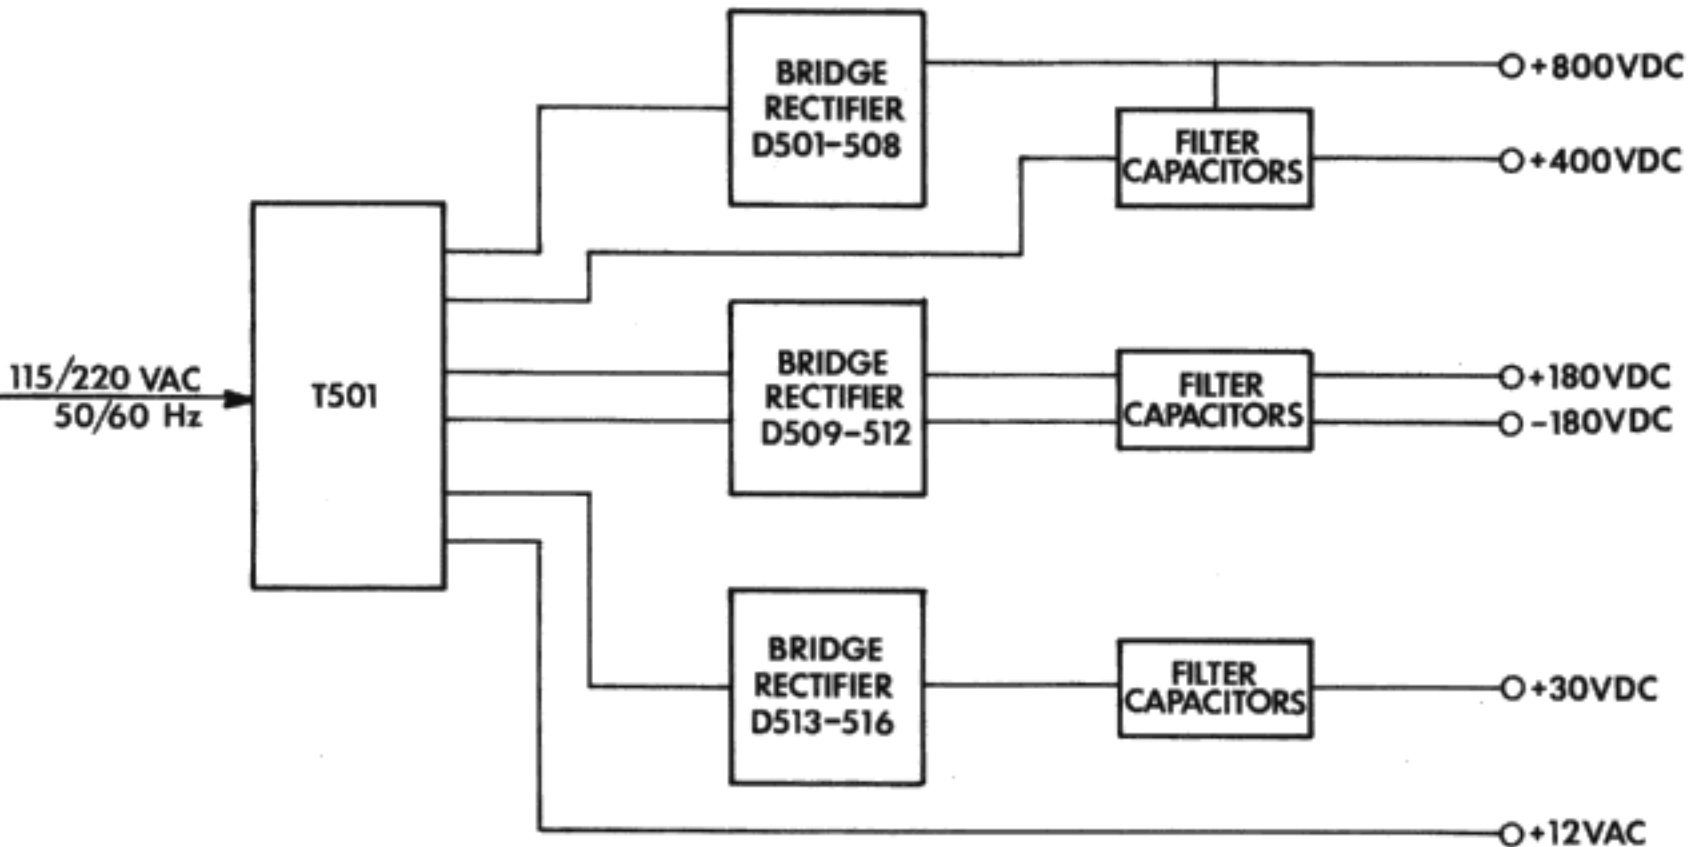 BRIDGE
RECTIFIER
D501-508
+800VDC
FILTER
CAPACITORS
+400VDC
115/220 VAC
50/60 Hz
T501
BRIDGE
RECTIFIER
D509-512
FILTER
CAPACITORS
+180VDC
-180VDC
BRIDGE
RECTIFIER
D513-516
FILTER
CAPACITORS
+30VDC
+12VAC